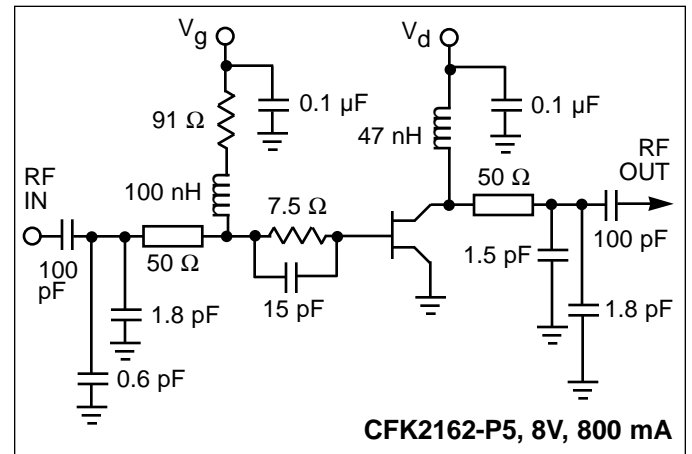 Vg
Vd
0.1 µF
0.1 µF
91 Ω
47 nH
RF
IN
RF
OUT
100 nH
7.5 Ω
50 Ω
100
pF
50 Ω
15 pF
1.5 pF
100 pF
1.8 pF
1.8 pF
0.6 pF
CFK2162-P5, 8V, 800 mA